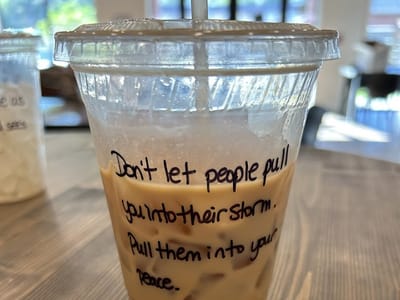 Don't let people pull
you into their storm.
Pull them into your
peace.